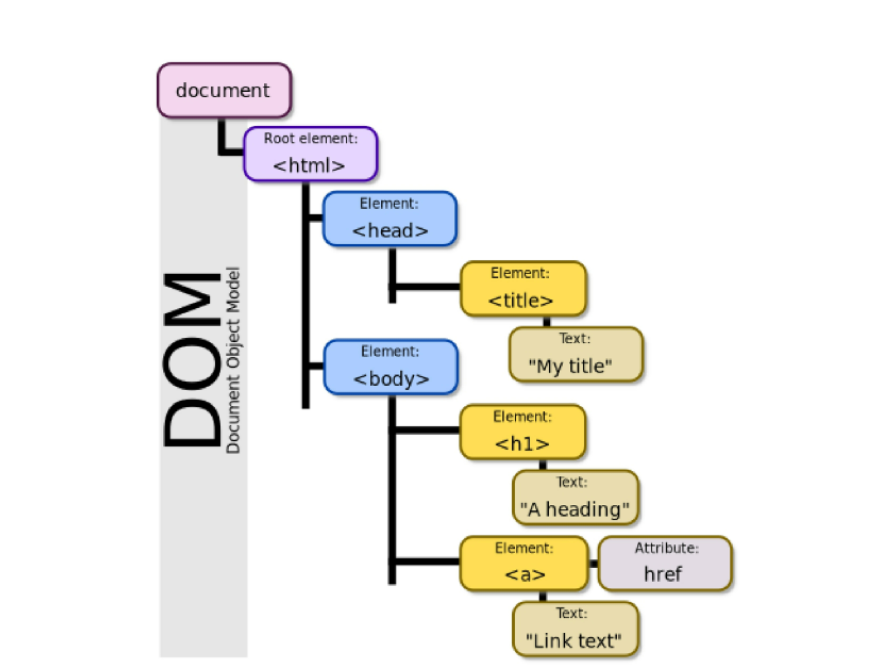 document
Root element:
<html>
Element:
<head>
Element:
<title>
Text:
"My title"
Element:
<body>
Element:
<h1>
Text:
"A heading"
Element:
<a>
Attribute:
href
Text:
"Link text"
DOM
Document Object Model